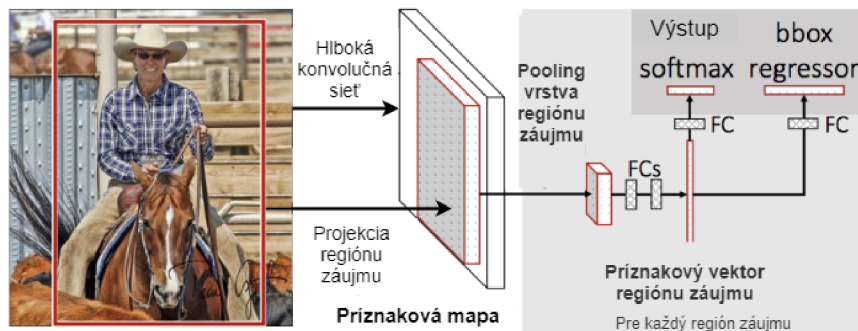 Hlboká
konvolučná
sieť
Projekcia
regiónu
záujmu
Príznaková mapa
Pooling
vrstva
regiónu
záujmu
Výstup
softmax
bbox
regressor
FC
FC
FCs
Príznakový vektor
regiónu záujmu
Pre každý región záujmu